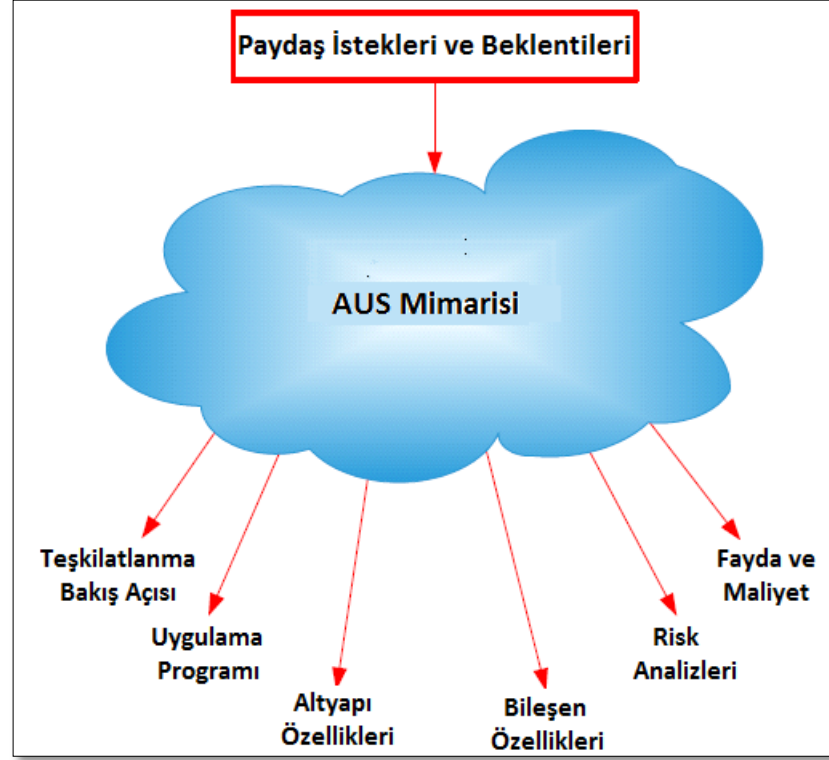 Paydaş İstekleri ve Beklentileri
AUS Mimarisi
Teşkilatlanma
Bakış Açısı
Uygulama
Programı
Altyapı
Özellikleri
Bileşen
Özellikleri
Risk
Analizleri
Fayda ve
Maliyet